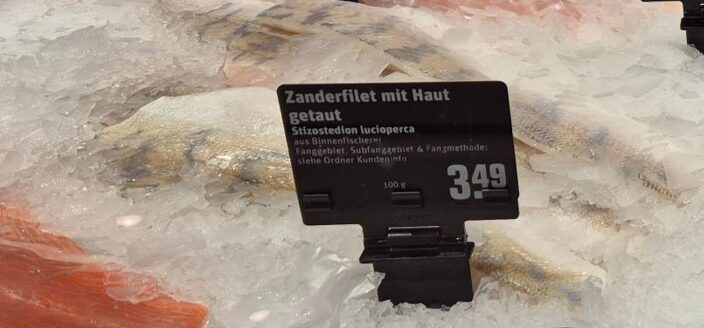 Zanderfilet mit Haut
getaut
Stizostedion lucioperca
aus Binnenfischerei
Fanggebiet, Subfanggebiet & Fangmethode:
siehe Ordner Kundeninfo
100 g
3.49